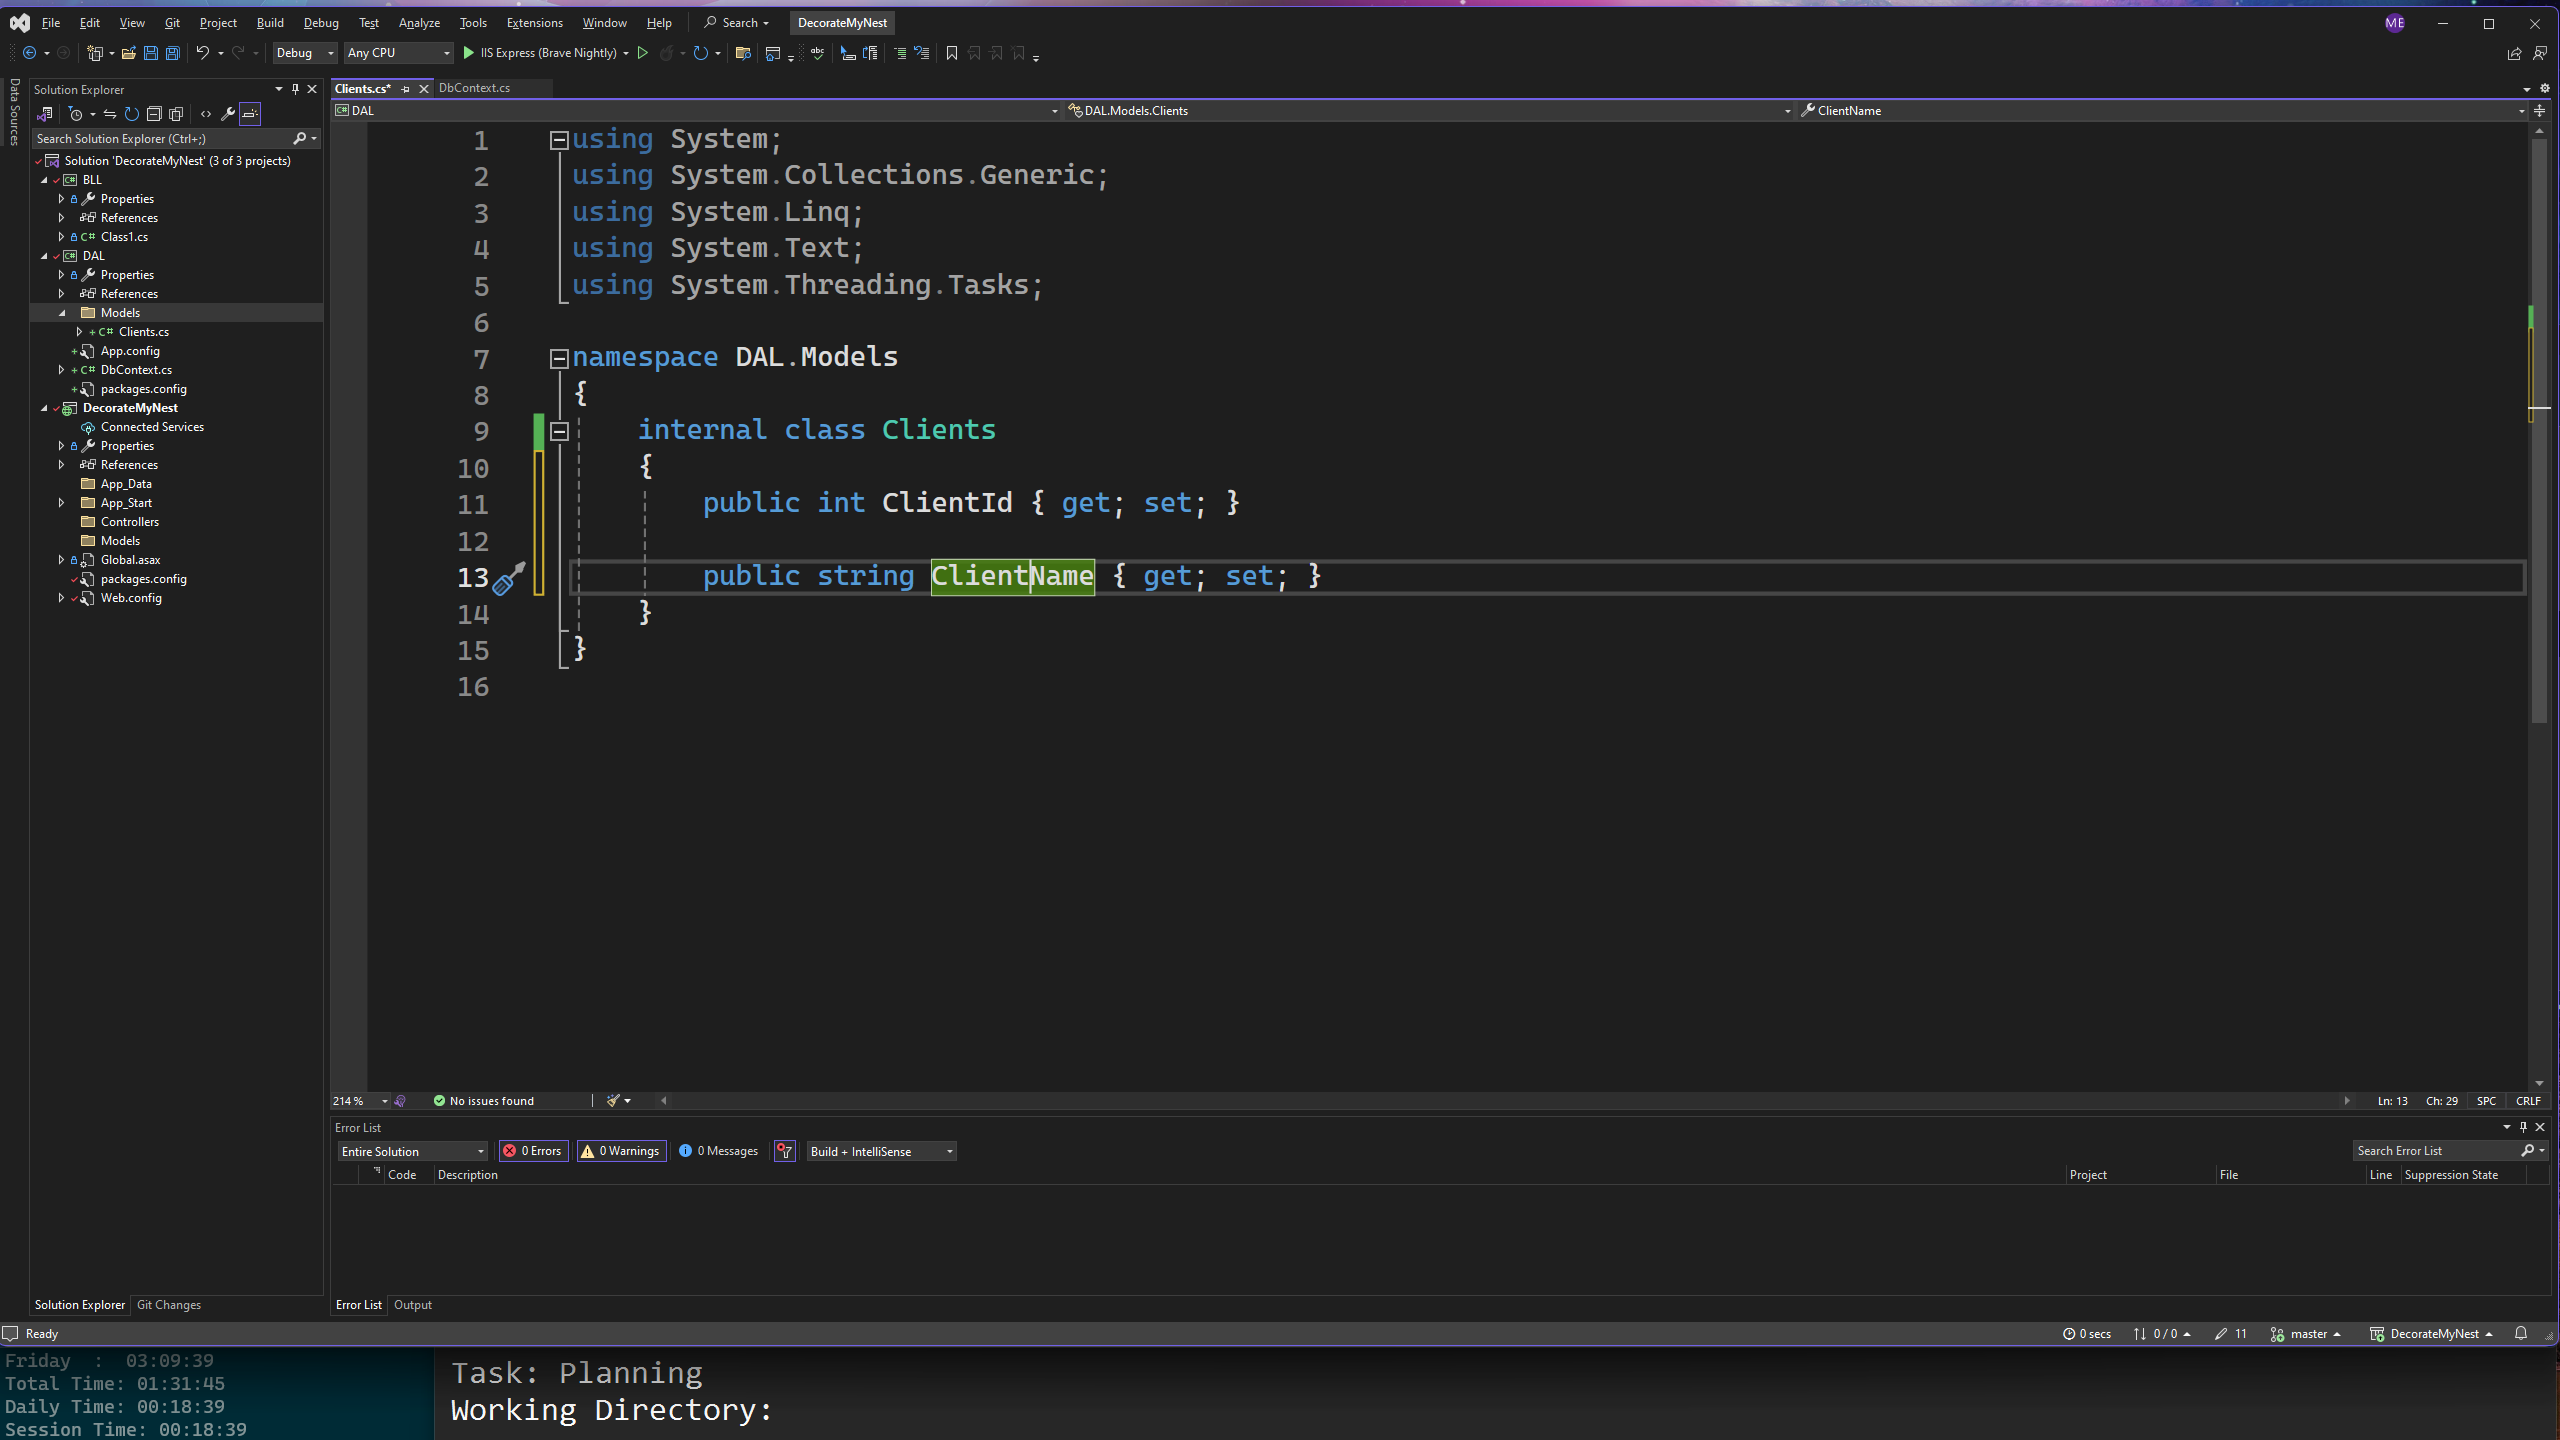 File Edit View Git Project Build Debug Test Analyze Tools Extensions Window Help Search DecorateMyNest ME
Debug Any CPU IIS Express (Brave Nightly)
Data Sources
Solution Explorer
Search Solution Explorer (Ctrl+;)
Solution 'DecorateMyNest' (3 of 3 projects)
BLL
Properties
References
C# Class1.cs
DAL
Properties
References
Models
C# Clients.cs
App.config
C# DbContext.cs
packages.config
DecorateMyNest
Connected Services
Properties
References
App_Data
App_Start
Controllers
Models
Global.asax
packages.config
Web.config
Solution Explorer Git Changes
Clients.cs* DbContext.cs
DAL DAL.Models.Clients ClientName
1 using System;
2 using System.Collections.Generic;
3 using System.Linq;
4 using System.Text;
5 using System.Threading.Tasks;
6
7 namespace DAL.Models
8 {
9 internal class Clients
10 {
11 public int ClientId { get; set; }
12
13 public string ClientName { get; set; }
14 }
15 }
16
214 % No issues found Ln: 13 Ch: 29 SPC CRLF
Error List
Entire Solution 0 Errors 0 Warnings 0 Messages Build + IntelliSense Search Error List
Code Description Project File Line Suppression State
Error List Output
Ready 0 secs 0 / 0 11 master DecorateMyNest
Friday : 03:09:39
Total Time: 01:31:45
Daily Time: 00:18:39
Session Time: 00:18:39
Task: Planning
Working Directory: